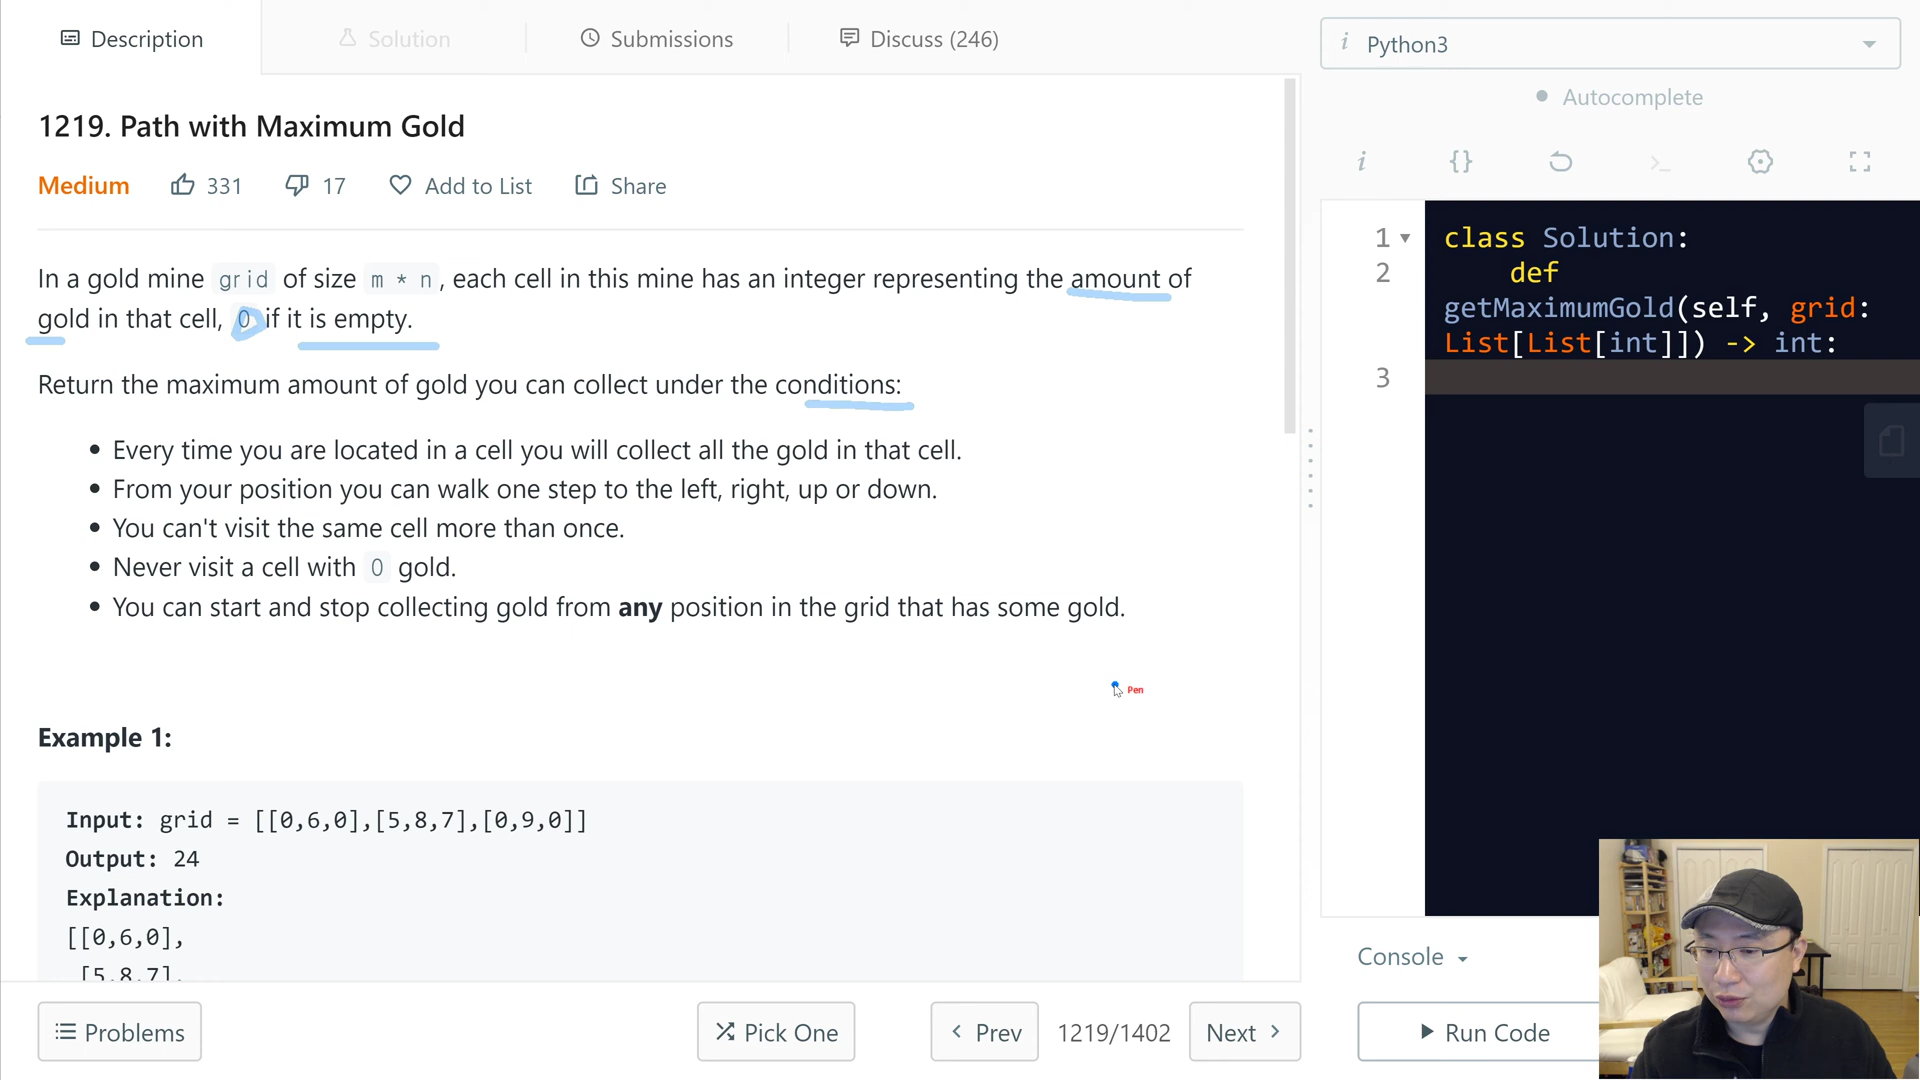 Description
Solution
Submissions
Discuss (246)
i Python3
Autocomplete
1219. Path with Maximum Gold
Medium 331 17 Add to List Share
i {} >_
In a gold mine grid of size m * n, each cell in this mine has an integer representing the amount of
gold in that cell, 0 if it is empty.
Return the maximum amount of gold you can collect under the conditions:
• Every time you are located in a cell you will collect all the gold in that cell.
• From your position you can walk one step to the left, right, up or down.
• You can't visit the same cell more than once.
• Never visit a cell with 0 gold.
• You can start and stop collecting gold from any position in the grid that has some gold.
Pen
Example 1:
Input: grid = [[0,6,0],[5,8,7],[0,9,0]]
Output: 24
Explanation:
[[0,6,0],
[5,8,7],
1 class Solution:
2 def
getMaximumGold(self, grid:
List[List[int]]) -> int:
3
Console
Problems
Pick One
Prev
1219/1402
Next
Run Code